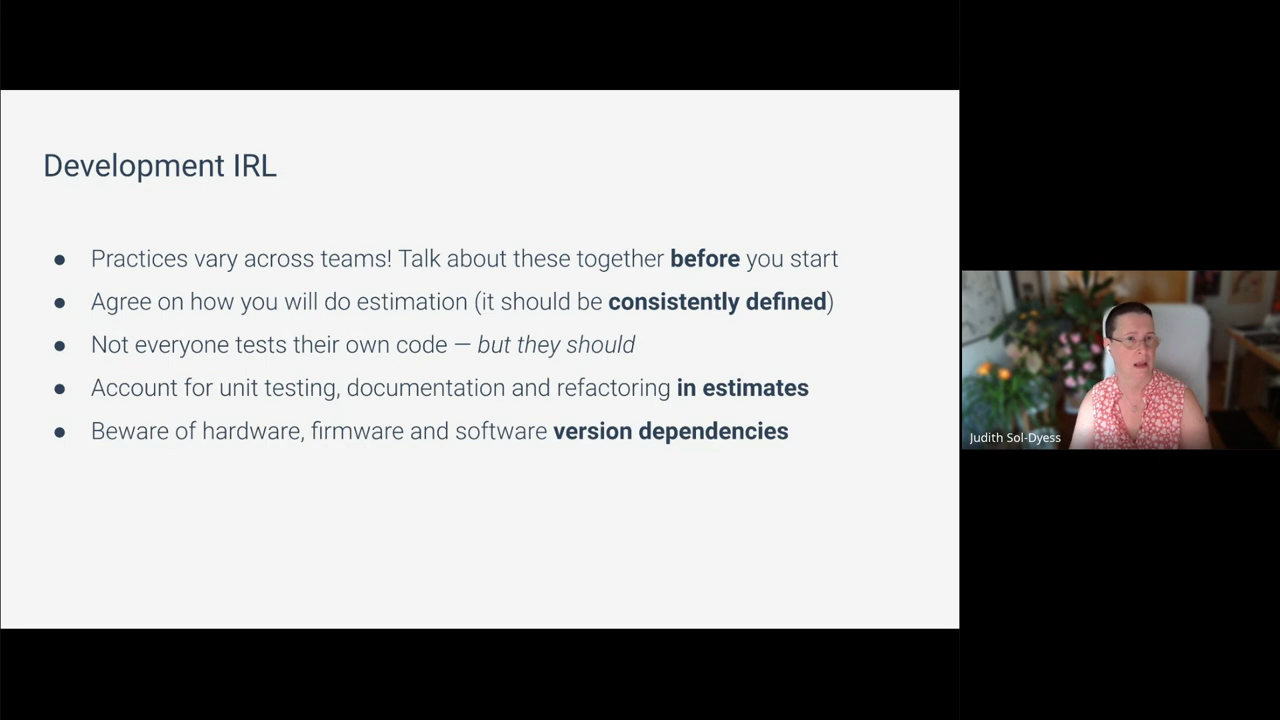 Development IRL
● Practices vary across teams! Talk about these together before you start
● Agree on how you will do estimation (it should be consistently defined)
● Not everyone tests their own code — but they should
● Account for unit testing, documentation and refactoring in estimates
● Beware of hardware, firmware and software version dependencies
Judith Sol-Dyess